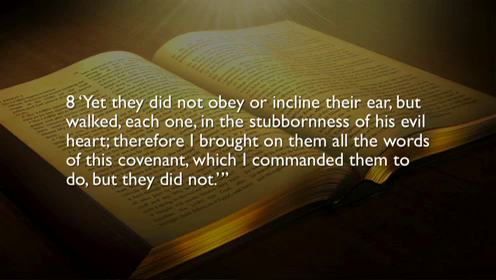 8 ‘Yet they did not obey or incline their ear, but
walked, each one, in the stubbornness of his evil
heart; therefore I brought on them all the words
of this covenant, which I commanded them to
do, but they did not.’”